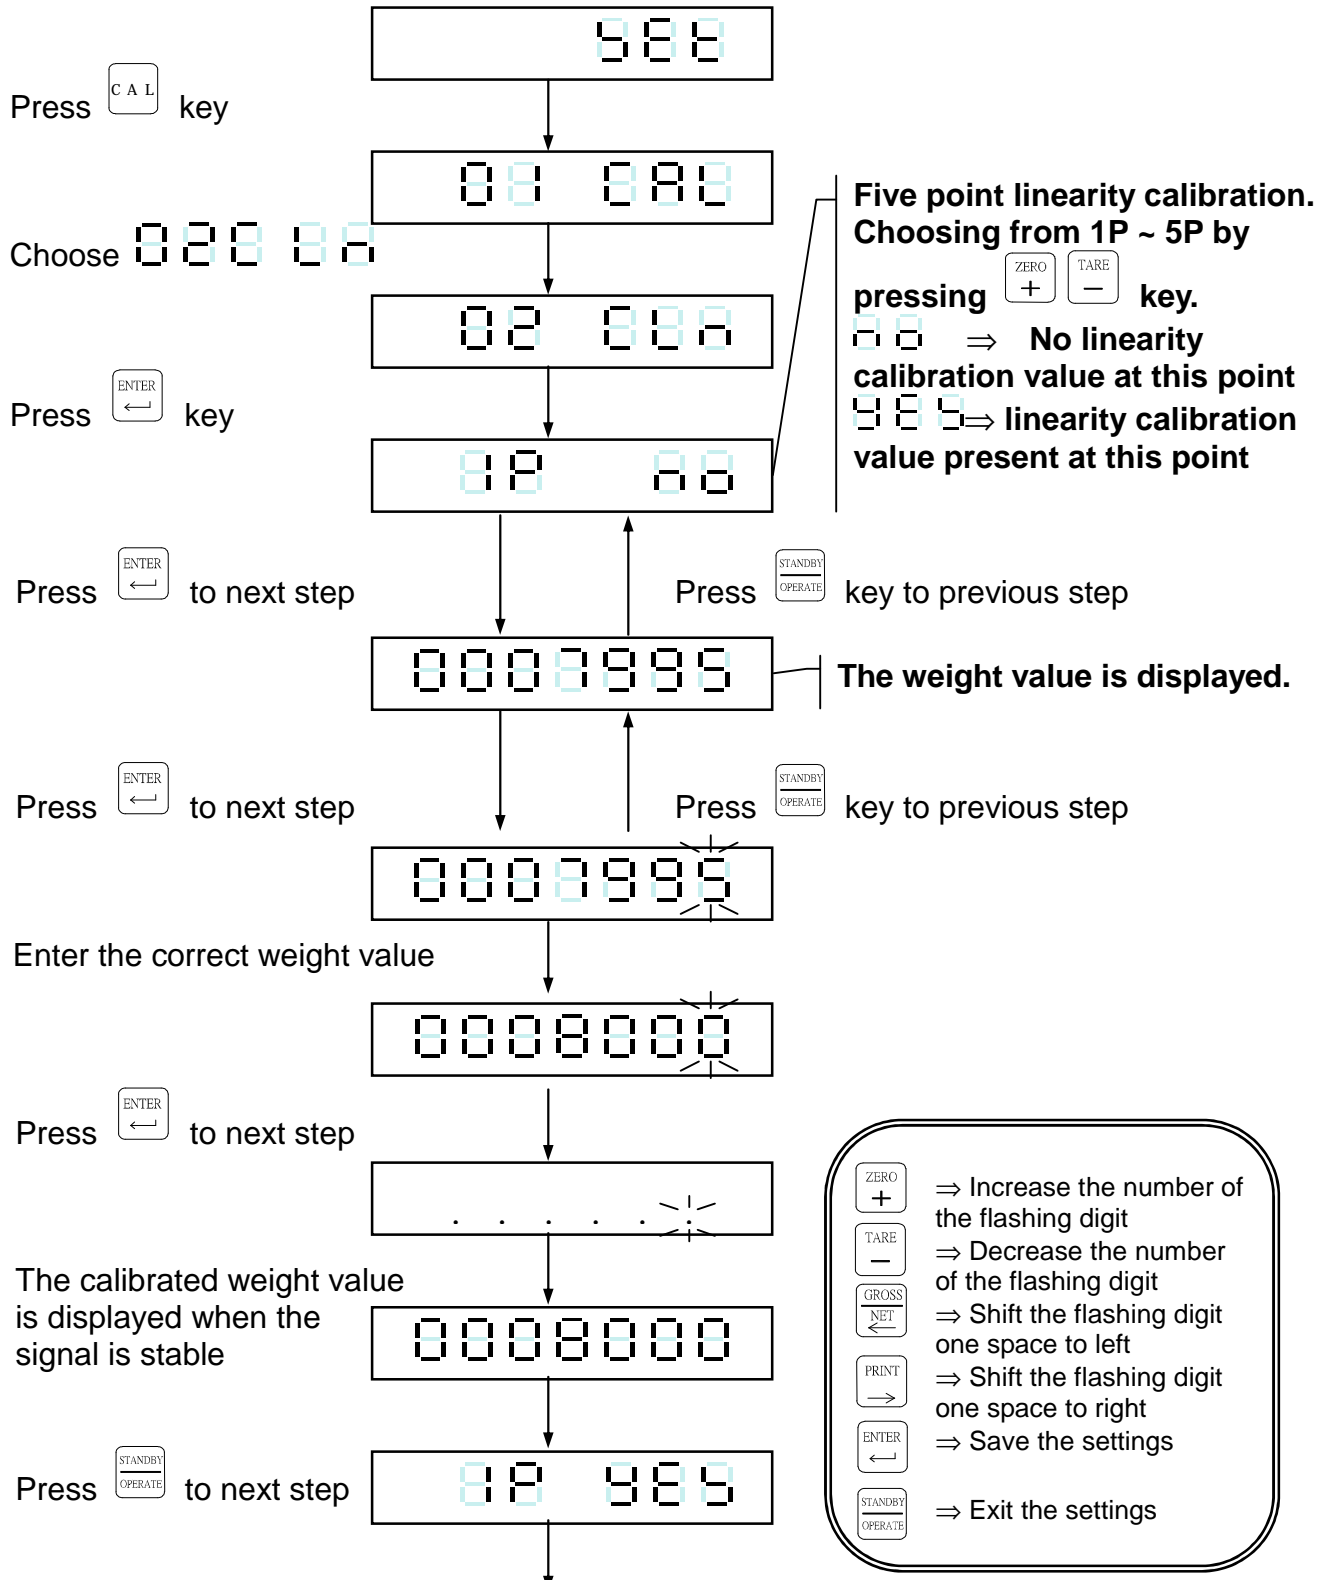 SEt
Press CAL key
01 CAL
Choose 02C Ln
02 CLn
Press ENTER key
1P no
Five point linearity calibration.
Choosing from 1P ~ 5P by
pressing ZERO + TARE – key.
no ⇒ No linearity
calibration value at this point
YES ⇒ linearity calibration
value present at this point
Press ENTER to next step
Press STANDBY OPERATE key to previous step
0007995
The weight value is displayed.
Press ENTER to next step
Press STANDBY OPERATE key to previous step
0007995
Enter the correct weight value
0008000
Press ENTER to next step
. . . . . .
The calibrated weight value
is displayed when the
signal is stable
0008000
Press STANDBY OPERATE to next step
1P YES
ZERO + ⇒ Increase the number of
the flashing digit
TARE – ⇒ Decrease the number
of the flashing digit
GROSS NET ← ⇒ Shift the flashing digit
one space to left
PRINT → ⇒ Shift the flashing digit
one space to right
ENTER ⇒ Save the settings
STANDBY OPERATE ⇒ Exit the settings